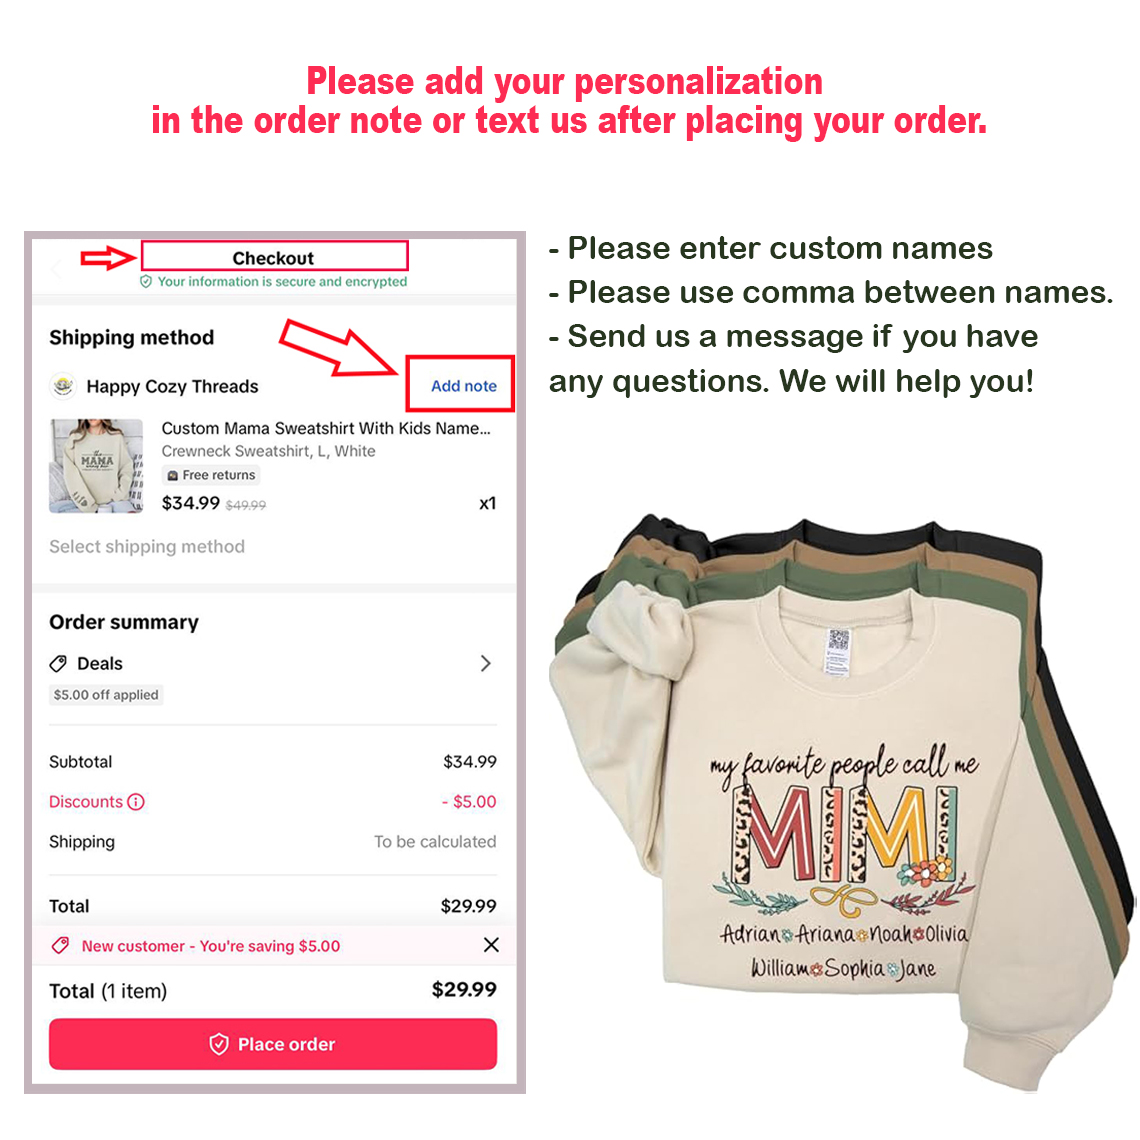 Please add your personalization
in the order note or text us after placing your order.
Checkout
Your information is secure and encrypted
Shipping method
Happy Cozy Threads
Add note
Custom Mama Sweatshirt With Kids Name...
Crewneck Sweatshirt, L, White
Free returns
$34.99 $49.99
x1
MAMA
Select shipping method
Order summary
Deals
$5.00 off applied
Subtotal
$34.99
Discounts
- $5.00
Shipping
To be calculated
Total
$29.99
New customer - You're saving $5.00
Total (1 item)
$29.99
Place order
- Please enter custom names
- Please use comma between names.
- Send us a message if you have
any questions. We will help you!
my favorite people call me
MIMI
Adrian Ariana Noah Olivia
William Sophia Jane